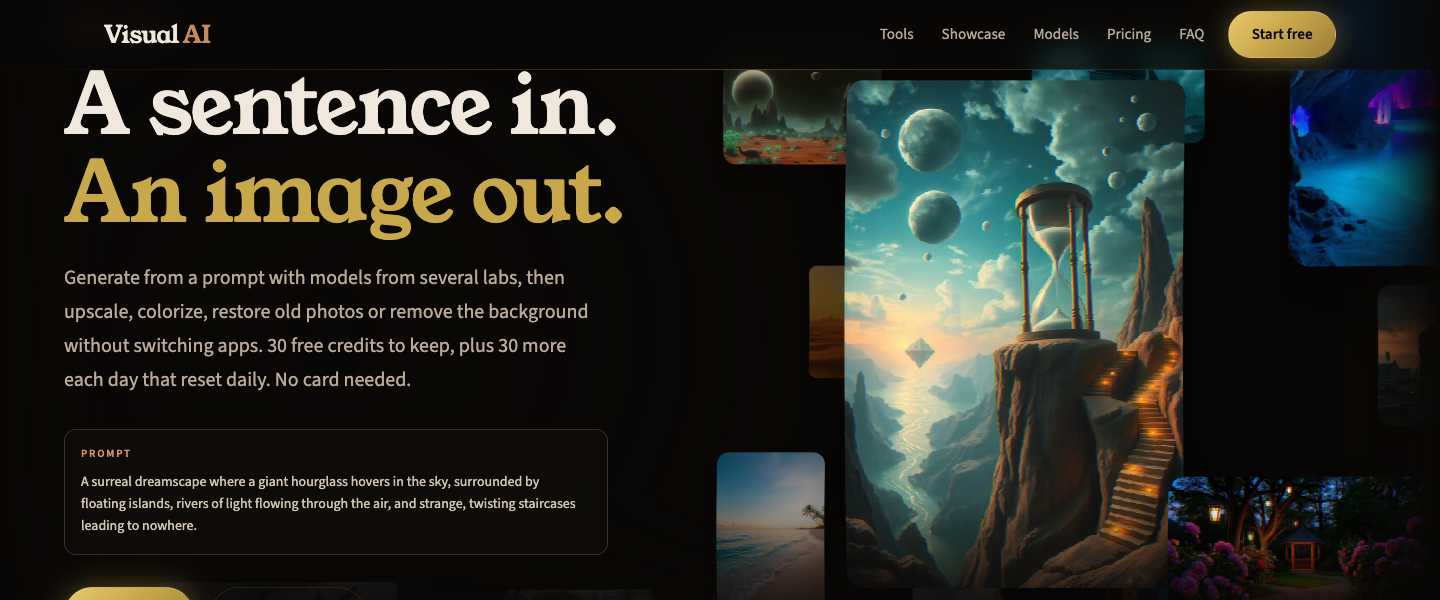 Visual AI
Tools Showcase Models Pricing FAQ Start free
A sentence in.
An image out.
Generate from a prompt with models from several labs, then
upscale, colorize, restore old photos or remove the background
without switching apps. 30 free credits to keep, plus 30 more
each day that reset daily. No card needed.
PROMPT
A surreal dreamscape where a giant hourglass hovers in the sky, surrounded by
floating islands, rivers of light flowing through the air, and strange, twisting staircases
leading to nowhere.